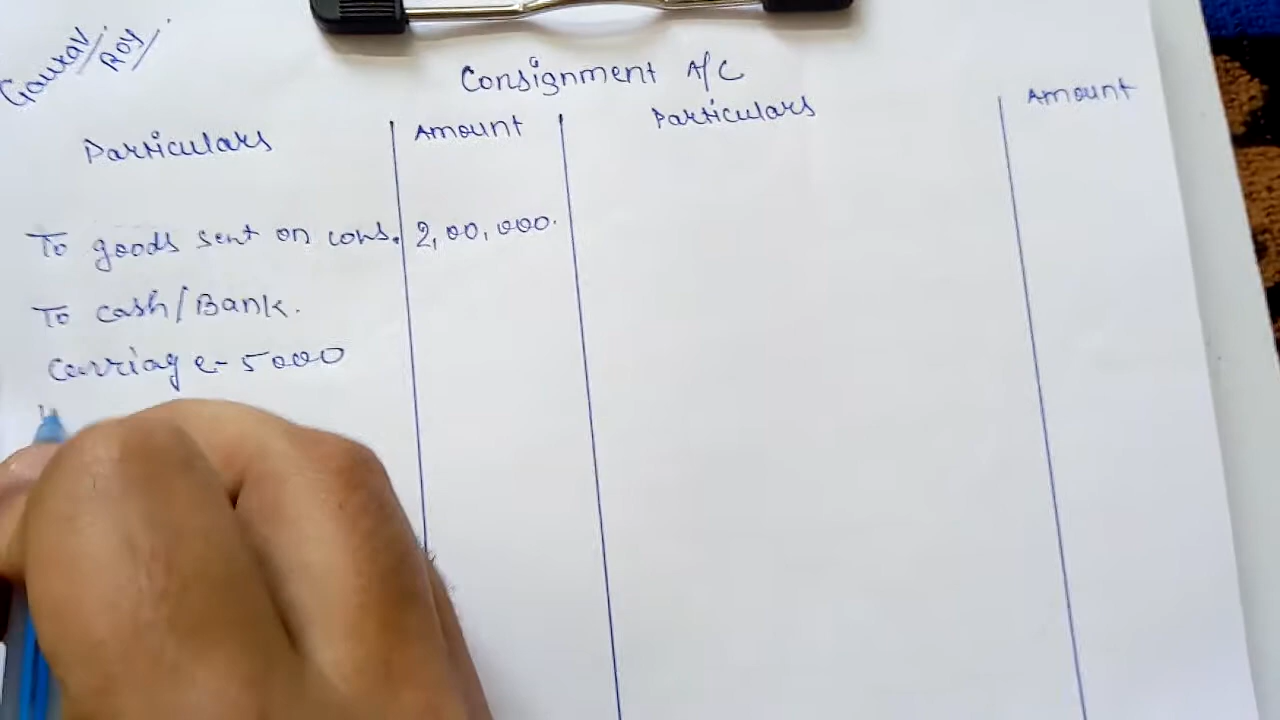 Gaurav
Roy
Consignment A/C
Particulars Amount Particulars Amount
To goods sent on cons. 2,00,000.
To cash/Bank.
Carriage - 5000